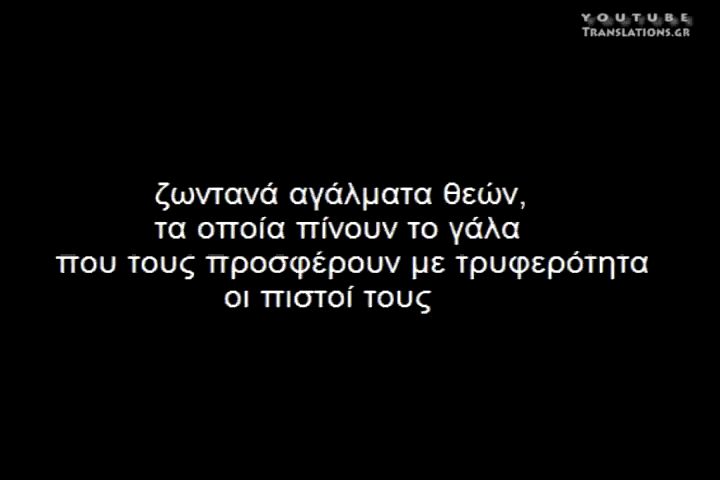 YOUTUBE
TRANSLATIONS.GR
ζωντανά αγάλματα θεών,
τα οποία πίνουν το γάλα
που τους προσφέρουν με τρυφερότητα
οι πιστοί τους